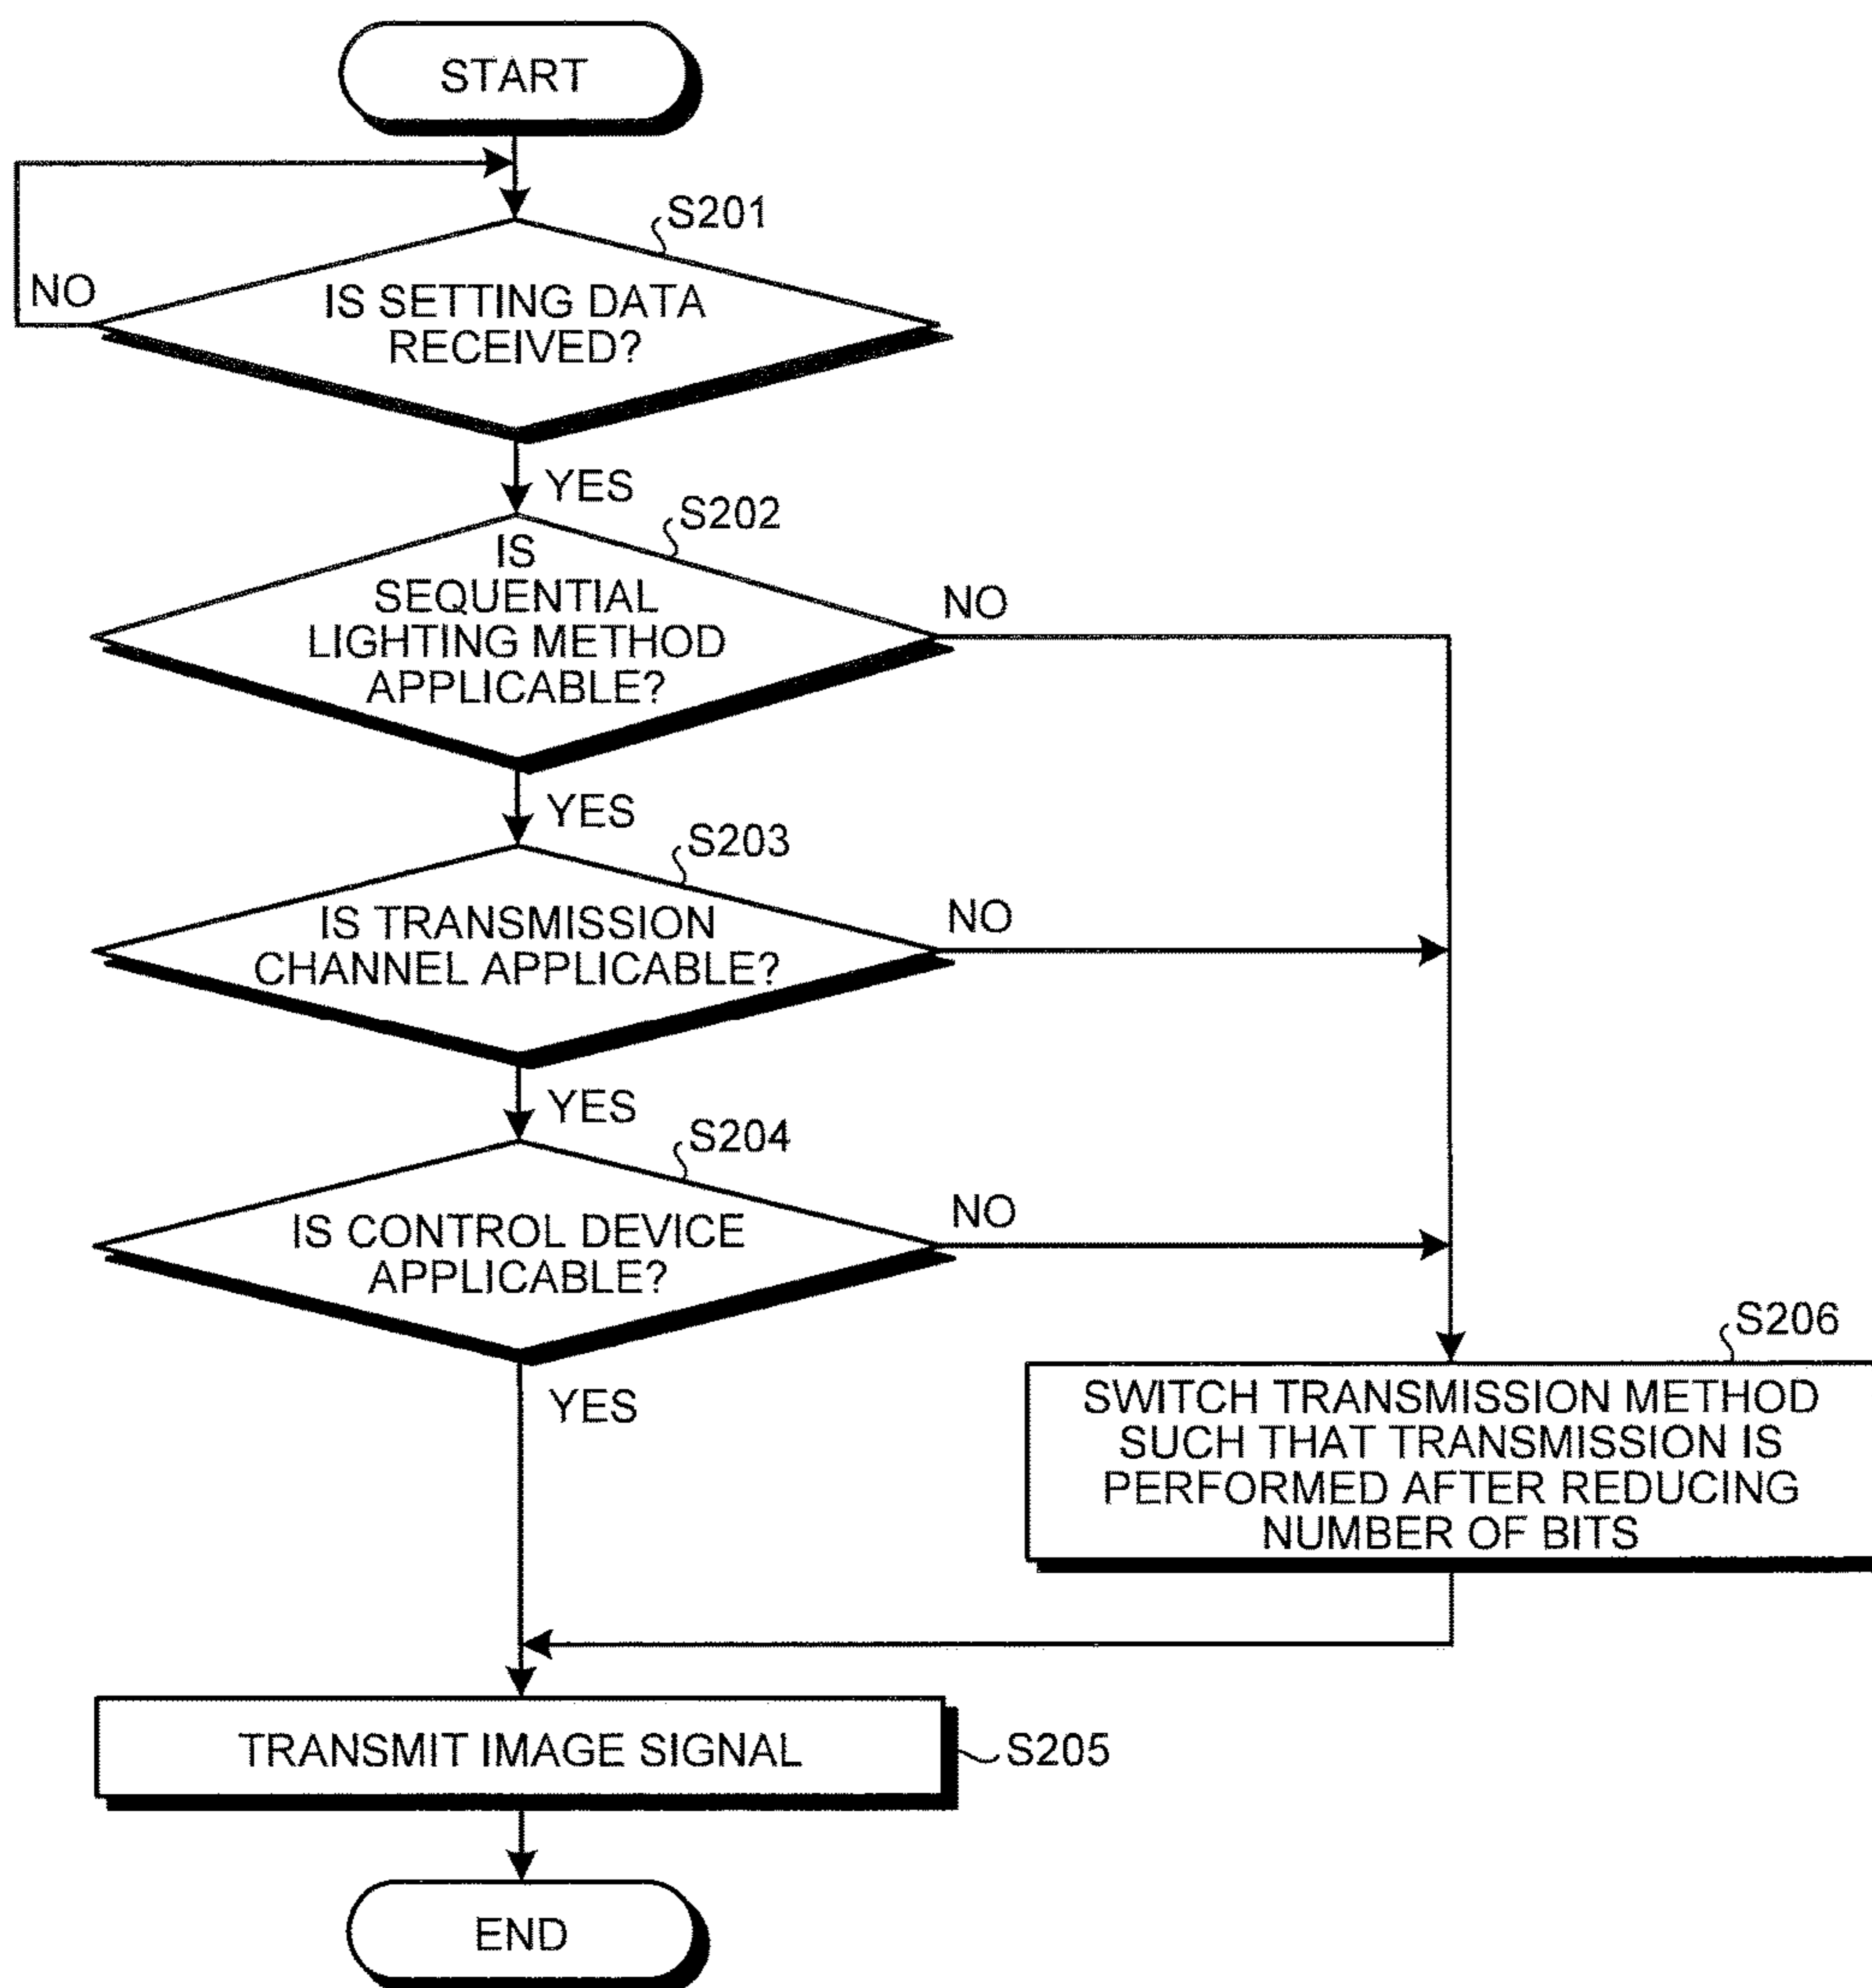 START
S201
NO
IS SETTING DATA
RECEIVED?
YES
S202
IS
SEQUENTIAL
LIGHTING METHOD
APPLICABLE?
NO
YES
S203
IS TRANSMISSION
CHANNEL APPLICABLE?
NO
YES
S204
IS CONTROL DEVICE
APPLICABLE?
NO
YES
S206
SWITCH TRANSMISSION METHOD
SUCH THAT TRANSMISSION IS
PERFORMED AFTER REDUCING
NUMBER OF BITS
TRANSMIT IMAGE SIGNAL
S205
END